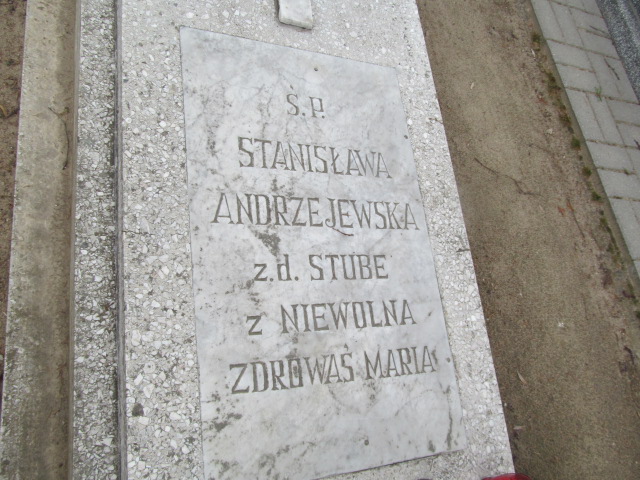 Ś.P.
STANISŁAWA
ANDRZEJEWSKA
z.d. STUBE
z NIEWOLNA
ZDROWAŚ MARIA